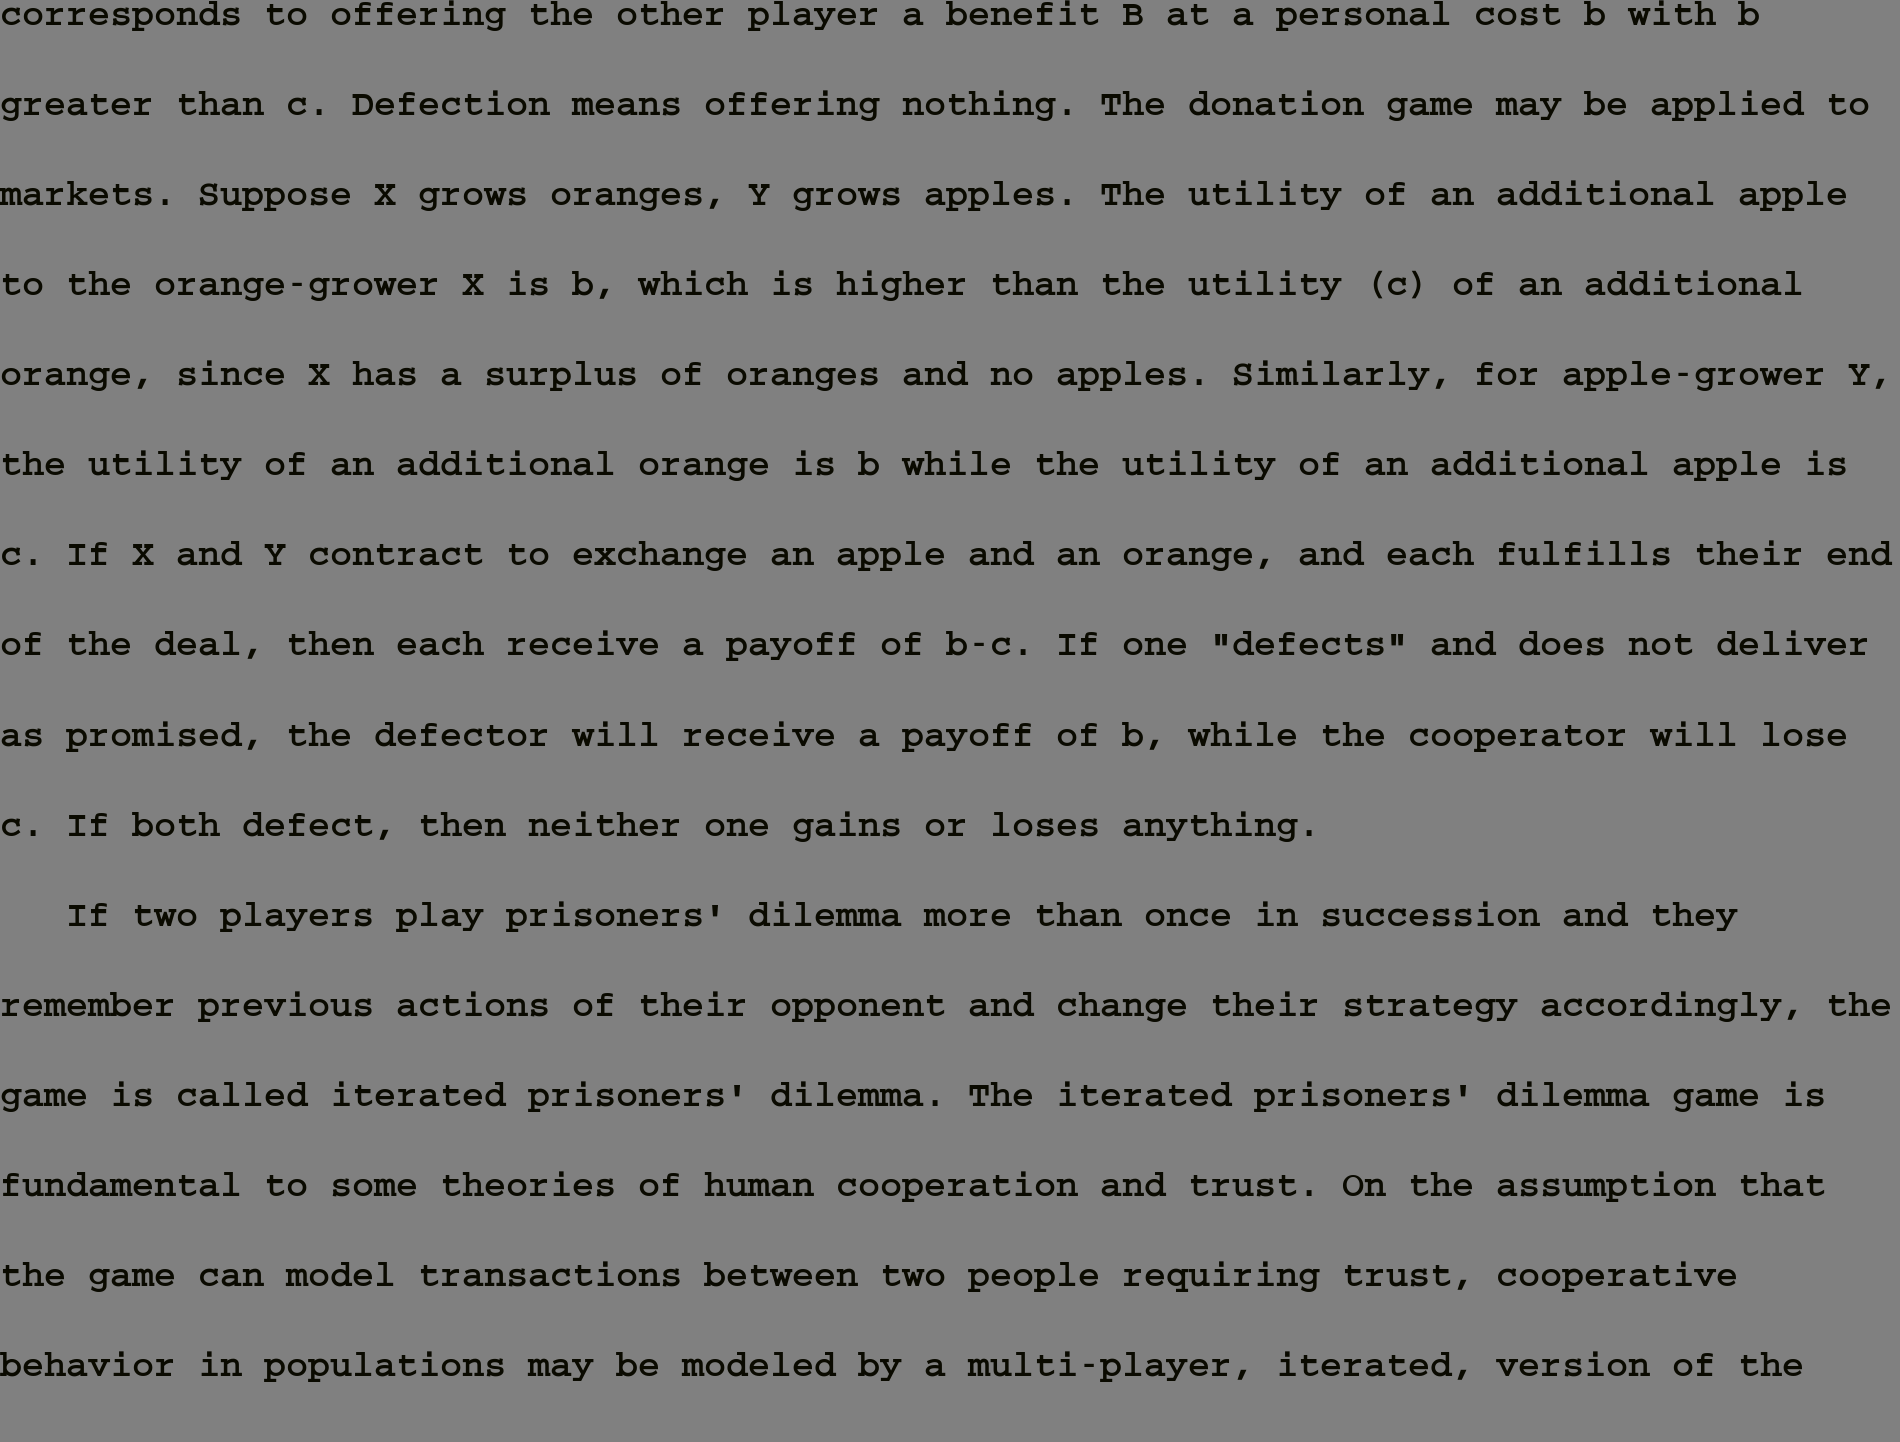 corresponds to offering the other player a benefit B at a personal cost b with b
greater than c. Defection means offering nothing. The donation game may be applied to
markets. Suppose X grows oranges, Y grows apples. The utility of an additional apple
to the orange-grower X is b, which is higher than the utility (c) of an additional
orange, since X has a surplus of oranges and no apples. Similarly, for apple-grower Y,
the utility of an additional orange is b while the utility of an additional apple is
c. If X and Y contract to exchange an apple and an orange, and each fulfills their end
of the deal, then each receive a payoff of b-c. If one "defects" and does not deliver
as promised, the defector will receive a payoff of b, while the cooperator will lose
c. If both defect, then neither one gains or loses anything.
If two players play prisoners' dilemma more than once in succession and they
remember previous actions of their opponent and change their strategy accordingly, the
game is called iterated prisoners' dilemma. The iterated prisoners' dilemma game is
fundamental to some theories of human cooperation and trust. On the assumption that
the game can model transactions between two people requiring trust, cooperative
behavior in populations may be modeled by a multi-player, iterated, version of the